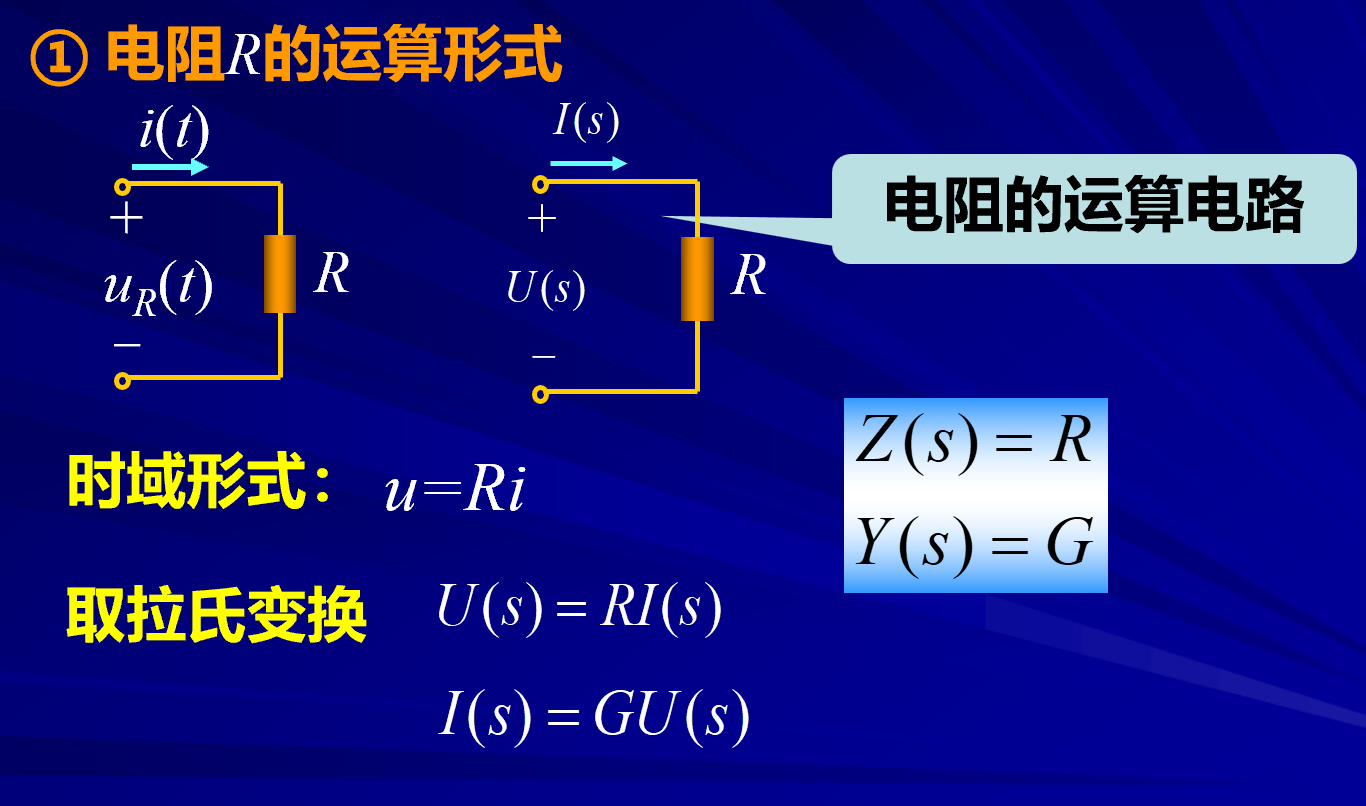 ① 电阻R的运算形式
i(t)
+
u_R(t)
−
R
I(s)
+
U(s)
−
R
电阻的运算电路
时域形式： u=Ri
取拉氏变换 U(s) = RI(s)
I(s) = GU(s)
Z(s) = R
Y(s) = G